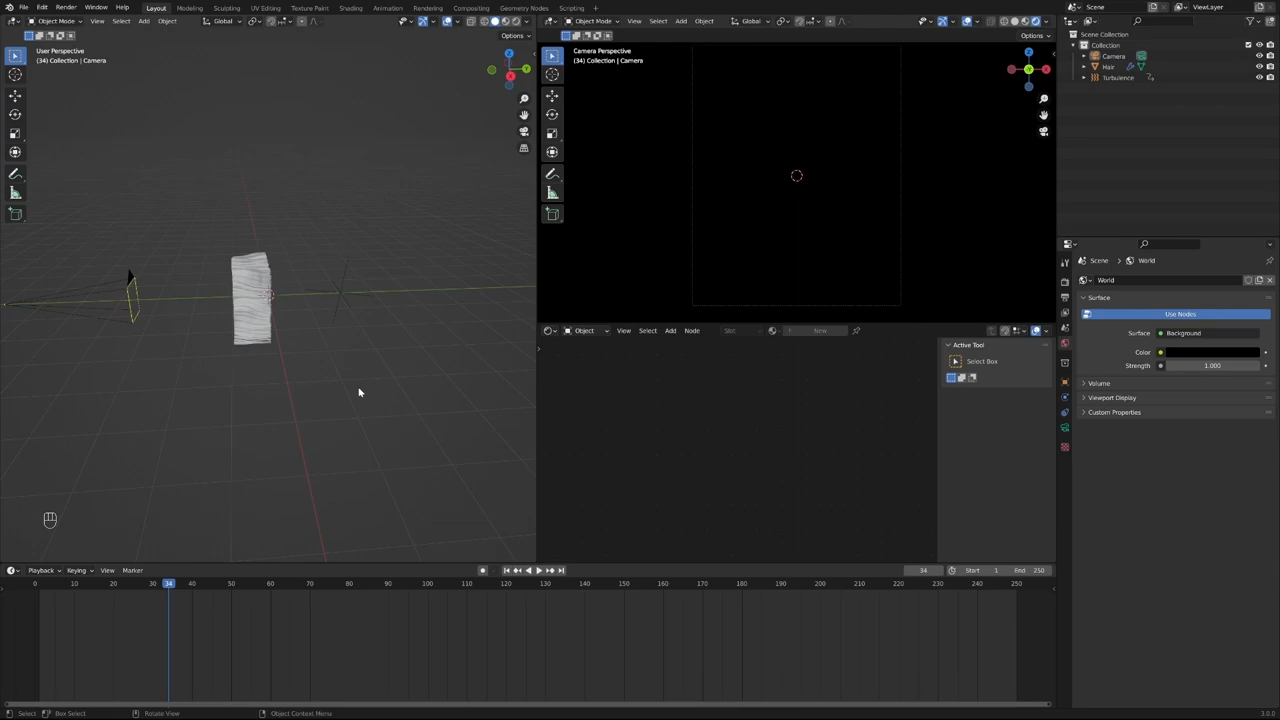 File Edit Render Window Help Layout Modeling Sculpting UV Editing Texture Paint Shading Animation Rendering Compositing Geometry Nodes Scripting + Scene ViewLayer
Object Mode View Select Add Object Global
Object Mode View Select Add Object Global
Options
Options
User Perspective
(34) Collection | Camera
Camera Perspective
(34) Collection | Camera
Scene Collection
Collection
Camera
Hair
Turbulence
Scene World
World
Surface
Use Nodes
Surface Background
Color
Strength 1.000
Volume
Viewport Display
Custom Properties
Object View Select Add Node Slot New
Active Tool
Select Box
Playback Keying View Marker
34 Start 1 End 250
0 10 20 30 34 40 50 60 70 80 90 100 110 120 130 140 150 160 170 180 190 200 210 220 230 240 250
Select Box Select Rotate View Object Context Menu 3.0.0